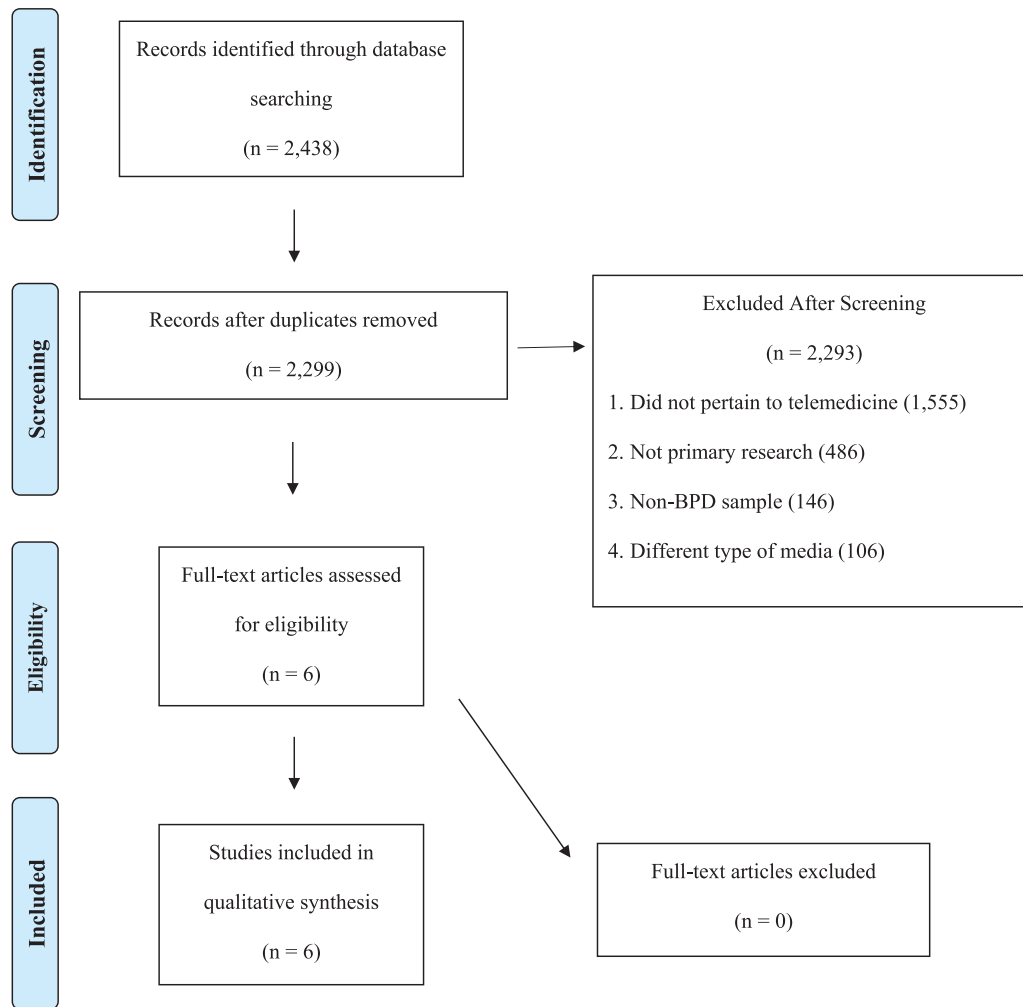 Identification
Records identified through database
searching
(n = 2,438)
Screening
Records after duplicates removed
(n = 2,299)
Excluded After Screening
(n = 2,293)
1. Did not pertain to telemedicine (1,555)
2. Not primary research (486)
3. Non-BPD sample (146)
4. Different type of media (106)
Eligibility
Full-text articles assessed
for eligibility
(n = 6)
Included
Studies included in
qualitative synthesis
(n = 6)
Full-text articles excluded
(n = 0)